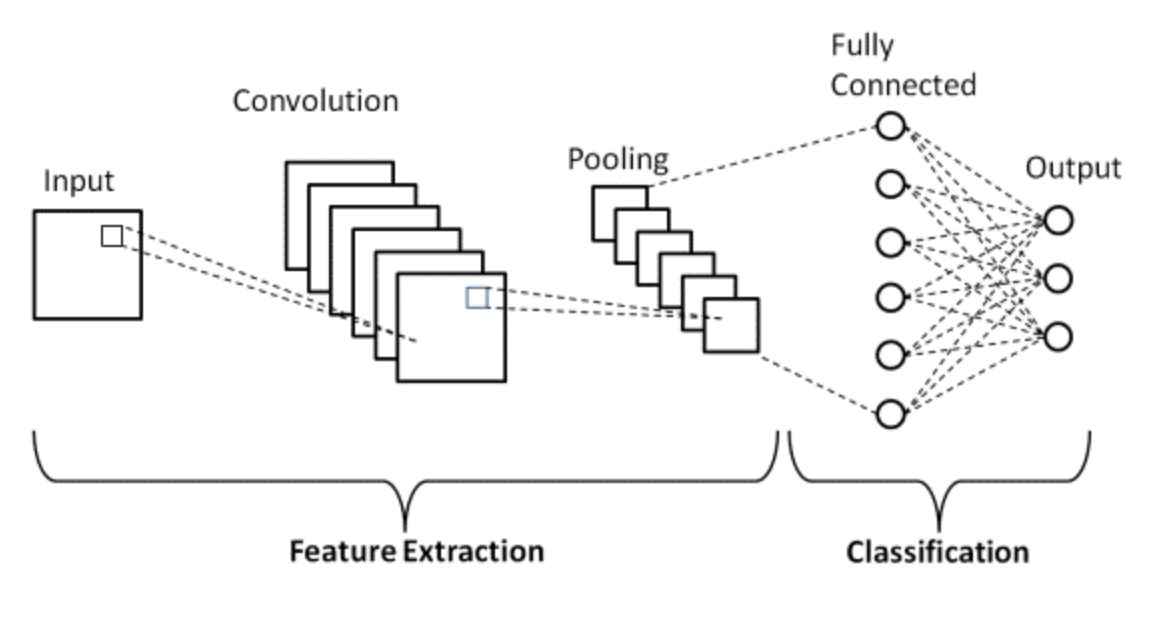 Input
Convolution
Pooling
Fully
Connected
Output
Feature Extraction
Classification